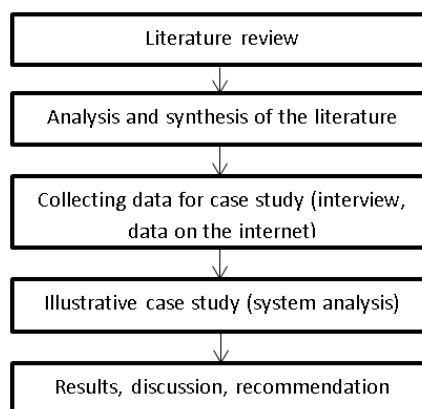 Literature review
Analysis and synthesis of the literature
Collecting data for case study (interview,
data on the internet)
Illustrative case study (system analysis)
Results, discussion, recommendation